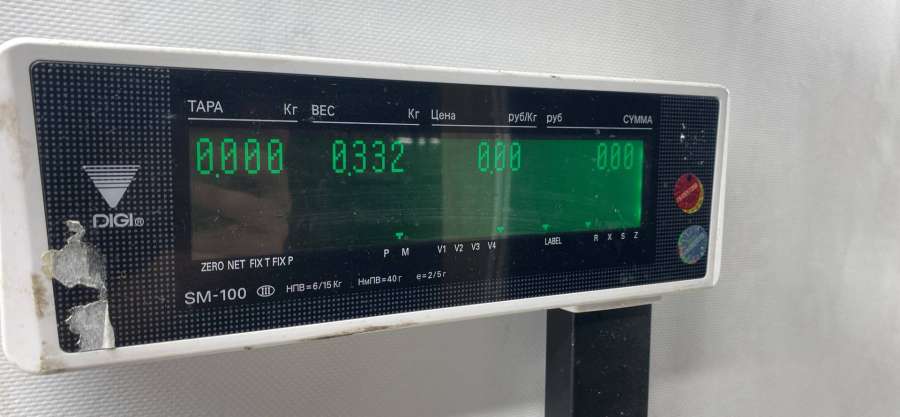 ТАРА Кг ВЕС Кг Цена руб/Кг руб СУММА
0.000 0.332 0.00 0.00
DIGI®
P M V1 V2 V3 V4 LABEL R X S Z
ZERO NET FIX T FIX P
SM-100 III НПВ=6/15 Кг НмПВ=40 г e=2/5 г